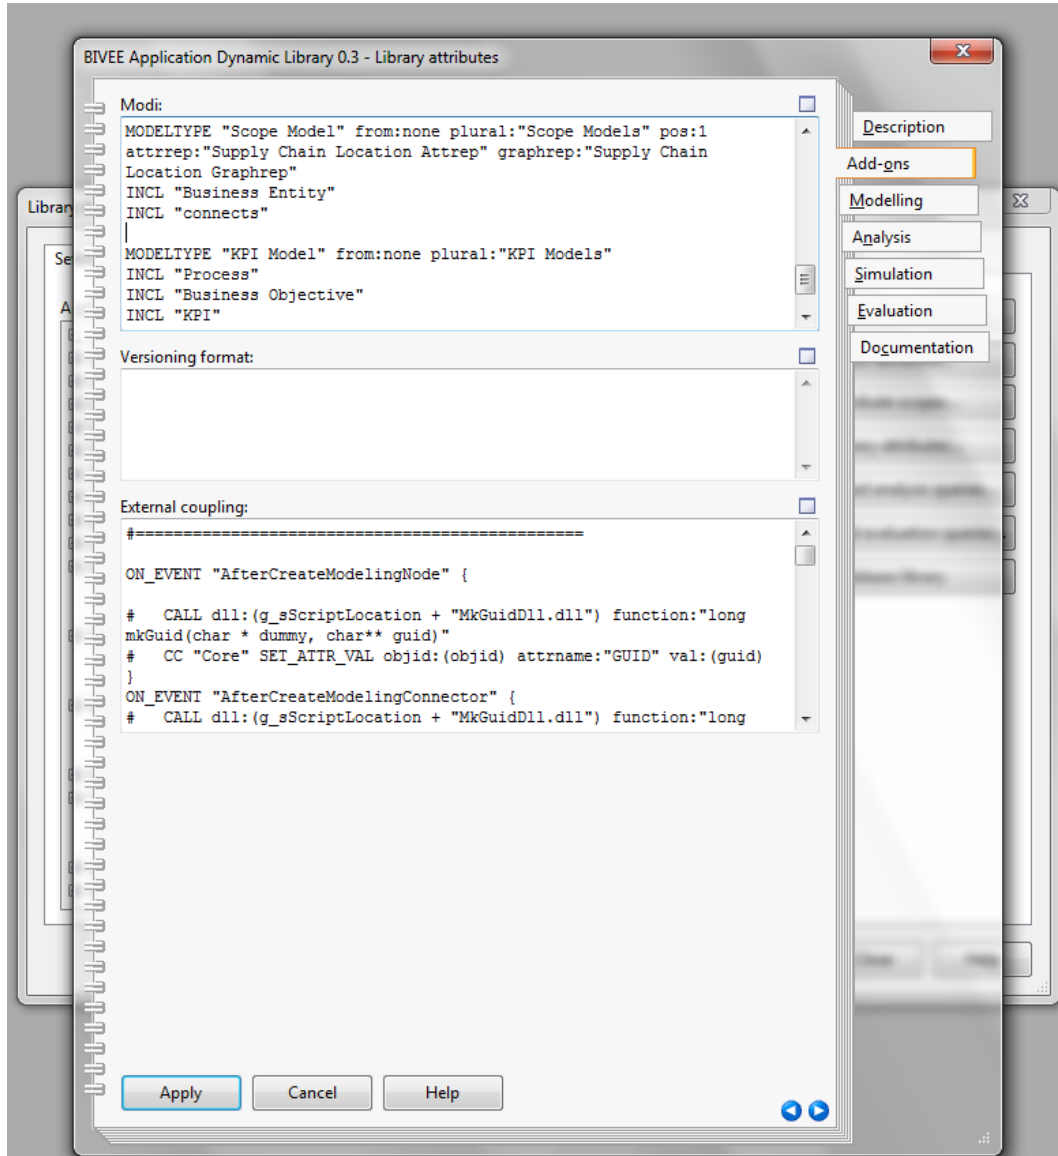 BIVEE Application Dynamic Library 0.3 - Library attributes
Modi:
MODELTYPE "Scope Model" from:none plural:"Scope Models" pos:1
attrrep:"Supply Chain Location Attrep" graphrep:"Supply Chain
Location Graphrep"
INCL "Business Entity"
INCL "connects"
MODELTYPE "KPI Model" from:none plural:"KPI Models"
INCL "Process"
INCL "Business Objective"
INCL "KPI"
Versioning format:
External coupling:
#===============================================
ON_EVENT "AfterCreateModelingNode" {
#   CALL dll:(g_sScriptLocation + "MkGuidDll.dll") function:"long
mkGuid(char * dummy, char** guid)"
#   CC "Core" SET_ATTR_VAL objid:(objid) attrname:"GUID" val:(guid)
}
ON_EVENT "AfterCreateModelingConnector" {
#   CALL dll:(g_sScriptLocation + "MkGuidDll.dll") function:"long
Description
Add-ons
Modelling
Analysis
Simulation
Evaluation
Documentation
Apply
Cancel
Help